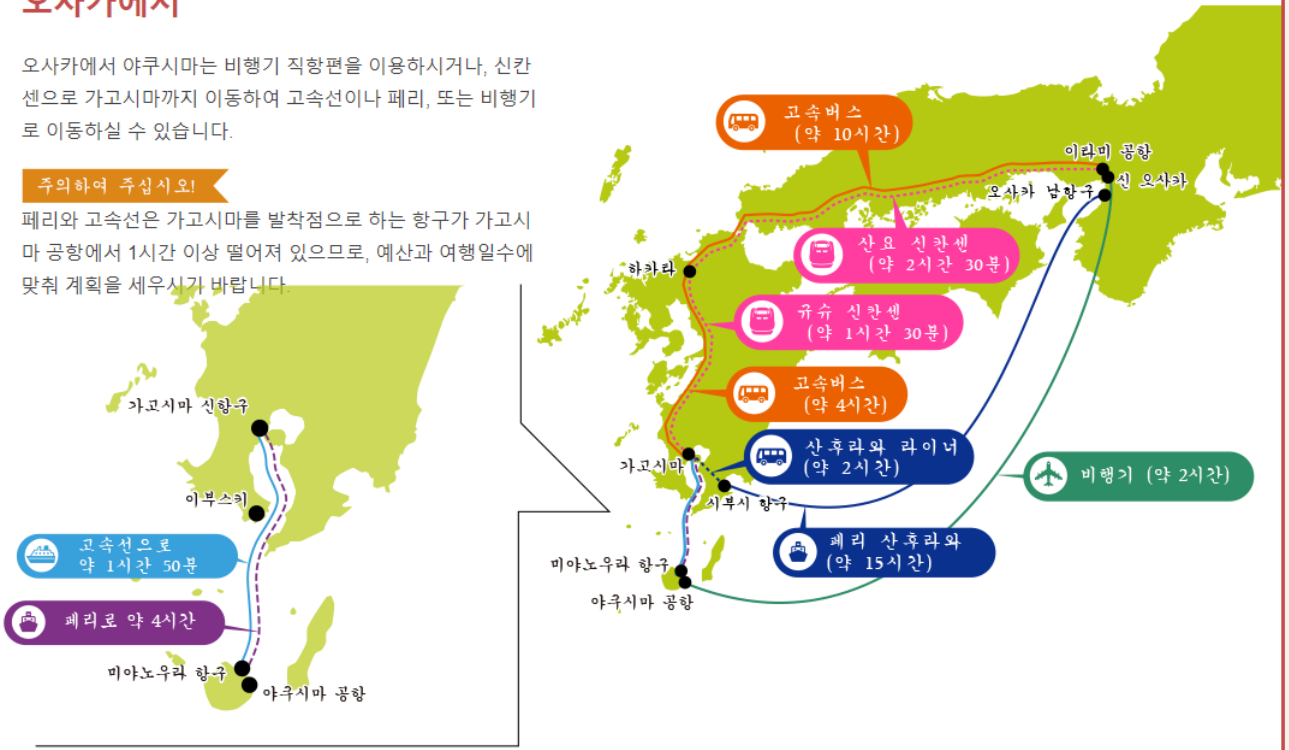 오사카에서
오사카에서 야쿠시마는 비행기 직항편을 이용하시거나, 신칸
센으로 가고시마까지 이동하여 고속선이나 페리, 또는 비행기
로 이동하실 수 있습니다.
주의하여 주십시오!
페리와 고속선은 가고시마를 발착점으로 하는 항구가 가고시
마 공항에서 1시간 이상 떨어져 있으므로, 예산과 여행일수에
맞춰 계획을 세우시기 바랍니다.
가고시마 신항구
이부스키
고속선으로
약 1시간 50분
페리로 약 4시간
미야노우라 항구
야쿠시마 공항
고속버스
(약 10시간)
이타미 공항
신 오사카
오사카 남항구
산요 신칸센
(약 2시간 30분)
하카타
규슈 신칸센
(약 1시간 30분)
고속버스
(약 4시간)
산후라와 라이너
(약 2시간)
가고시마
비행기 (약 2시간)
시부시 항구
페리 산후라와
(약 15시간)
미야노우라 항구
야쿠시마 공항